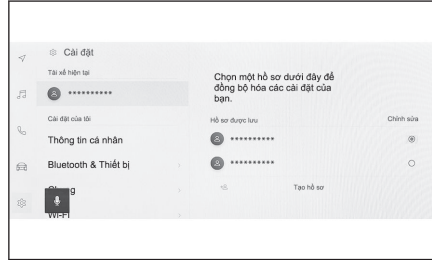 Cài đặt
Tài xế hiện tại
**********
Cài đặt của tôi
Thông tin cá nhân
Bluetooth & Thiết bị
Wi-Fi
Chọn một hồ sơ dưới đây để
đồng bộ hóa các cài đặt của
bạn.
Hồ sơ được lưu
Chỉnh sửa
**********
**********
Tạo hồ sơ